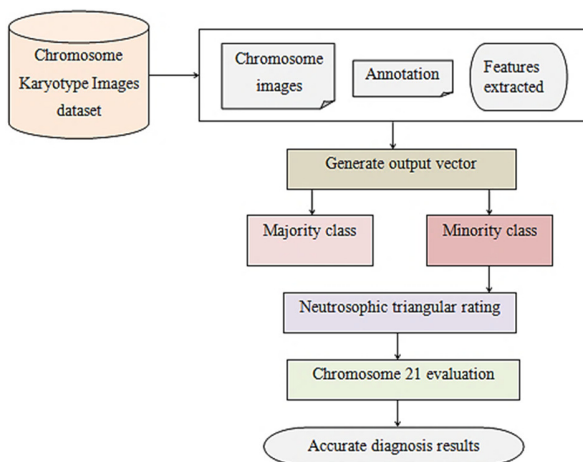 Chromosome
Karyotype Images
dataset
Chromosome
images
Annotation
Features
extracted
Generate output vector
Majority class
Minority class
Neutrosophic triangular rating
Chromosome 21 evaluation
Accurate diagnosis results